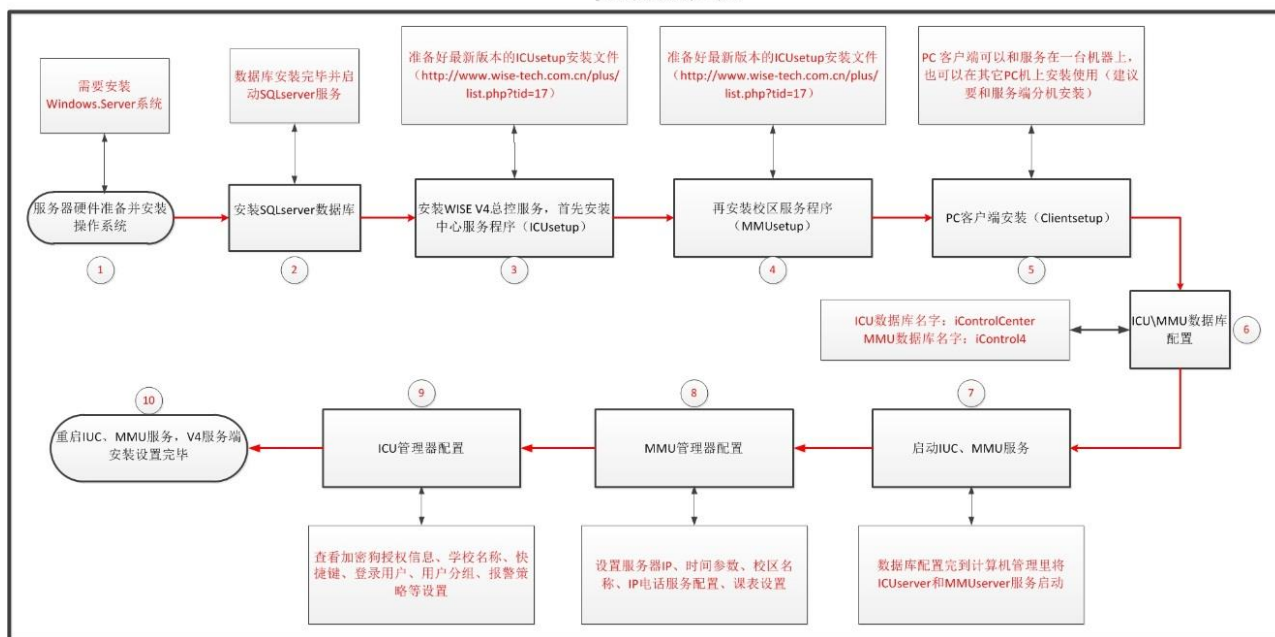 需要安装
Windows.Server系统
数据库安装完毕并启
动SQLserver服务
准备好最新版本的ICUsetup安装文件
（http://www.wise-tech.com.cn/plus/
list.php?tid=17）
准备好最新版本的ICUsetup安装文件
（http://www.wise-tech.com.cn/plus/
list.php?tid=17）
PC 客户端可以和服务在一台机器上，
也可以在其它PC机上安装使用（建议
要和服务端分机安装）
服务器硬件准备并安装
操作系统
安装SQLserver数据库
安装WISE V4总控服务，首先安装
中心服务程序（ICUsetup）
再安装校区服务程序
（MMUsetup）
PC客户端安装（Clientsetup）
1
2
3
4
5
ICU数据库名字：iControlCenter
MMU数据库名字：iControl4
ICU\MMU数据库
配置
6
10
9
8
7
重启IUC、MMU服务，V4服务端
安装设置完毕
ICU管理器配置
MMU管理器配置
启动IUC、MMU服务
查看加密狗授权信息、学校名称、快
捷键、登录用户、用户分组、报警策
略等设置
设置服务器IP、时间参数、校区名
称、IP电话服务配置、课表设置
数据库配置完到计算机管理里将
ICUserver和MMUserver服务启动